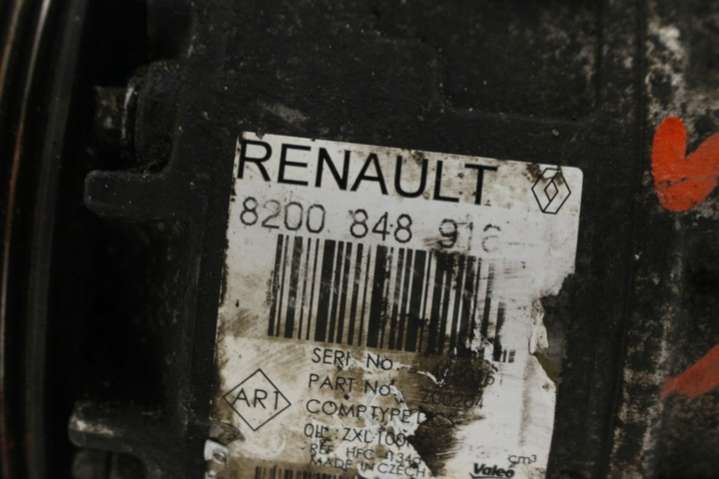 RENAULT
8200 848 916
SERI No
PART No
ART
COMPTYPE
OIL: ZXL100
REF HFC 134a
MADE IN CZECH
cm³
Valeo